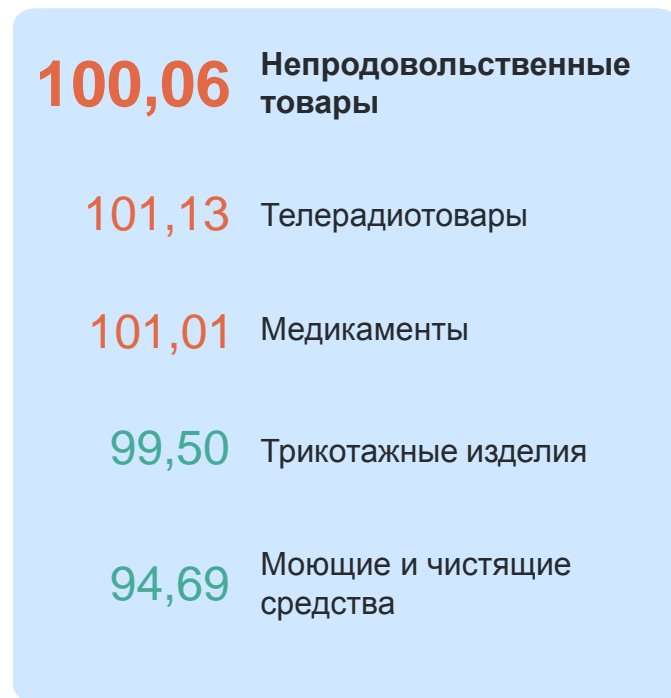 100,06 Непродовольственные
товары
101,13 Телерадиотовары
101,01 Медикаменты
99,50 Трикотажные изделия
94,69 Моющие и чистящие
средства